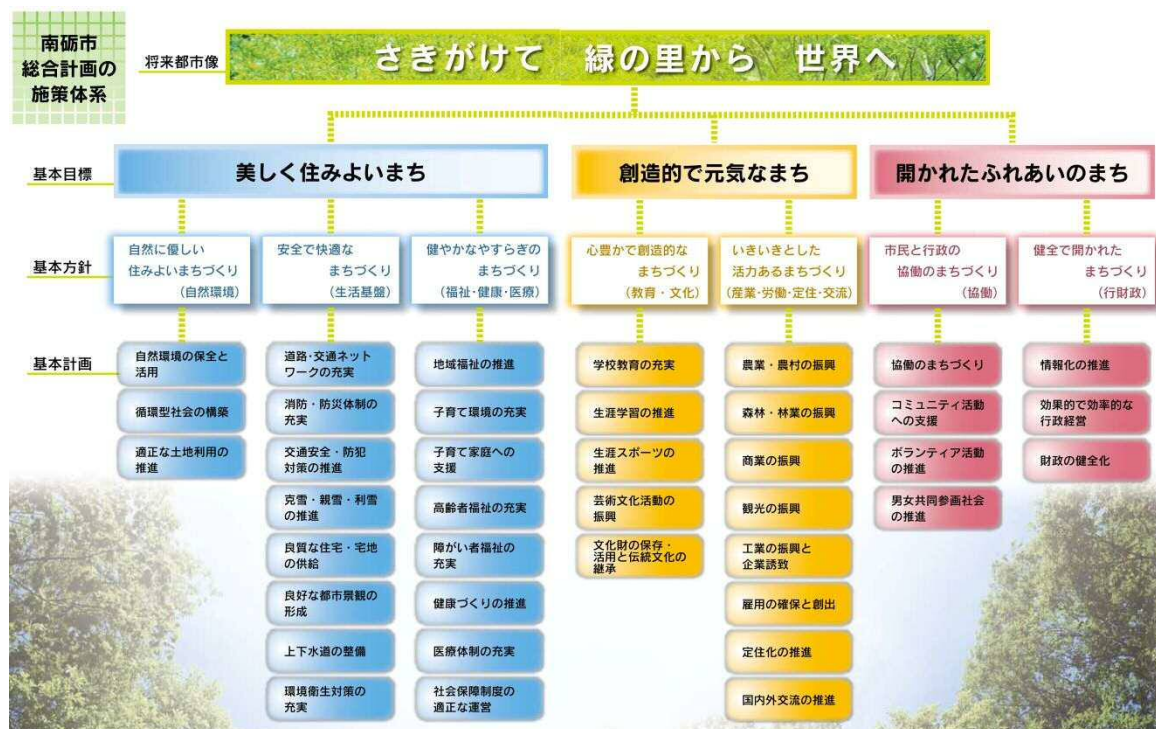 南砺市
総合計画の
施策体系
将来都市像
さきがけて 緑の里から 世界へ
基本目標
美しく住みよいまち
創造的で元気なまち
開かれたふれあいのまち
基本方針
自然に優しい
住みよいまちづくり
（自然環境）
安全で快適な
まちづくり
（生活基盤）
健やかなやすらぎの
まちづくり
（福祉・健康・医療）
心豊かで創造的な
まちづくり
（教育・文化）
いきいきとした
活力あるまちづくり
（産業・労働・定住・交流）
市民と行政の
協働のまちづくり
（協働）
健全で開かれた
まちづくり
（行財政）
基本計画
自然環境の保全と
活用
循環型社会の構築
適正な土地利用の
推進
道路・交通ネット
ワークの充実
消防・防災体制の
充実
交通安全・防犯
対策の推進
克雪・親雪・利雪
の推進
良質な住宅・宅地
の供給
良好な都市景観の
形成
上下水道の整備
環境衛生対策の
充実
地域福祉の推進
子育て環境の充実
子育て家庭への
支援
高齢者福祉の充実
障がい者福祉の
充実
健康づくりの推進
医療体制の充実
社会保障制度の
適正な運営
学校教育の充実
生涯学習の推進
生涯スポーツの
推進
芸術文化活動の
振興
文化財の保存・
活用と伝統文化の
継承
農業・農村の振興
森林・林業の振興
商業の振興
観光の振興
工業の振興と
企業誘致
雇用の確保と創出
定住化の推進
国内外交流の推進
協働のまちづくり
コミュニティ活動
への支援
ボランティア活動
の推進
男女共同参画社会
の推進
情報化の推進
効果的で効率的な
行政経営
財政の健全化